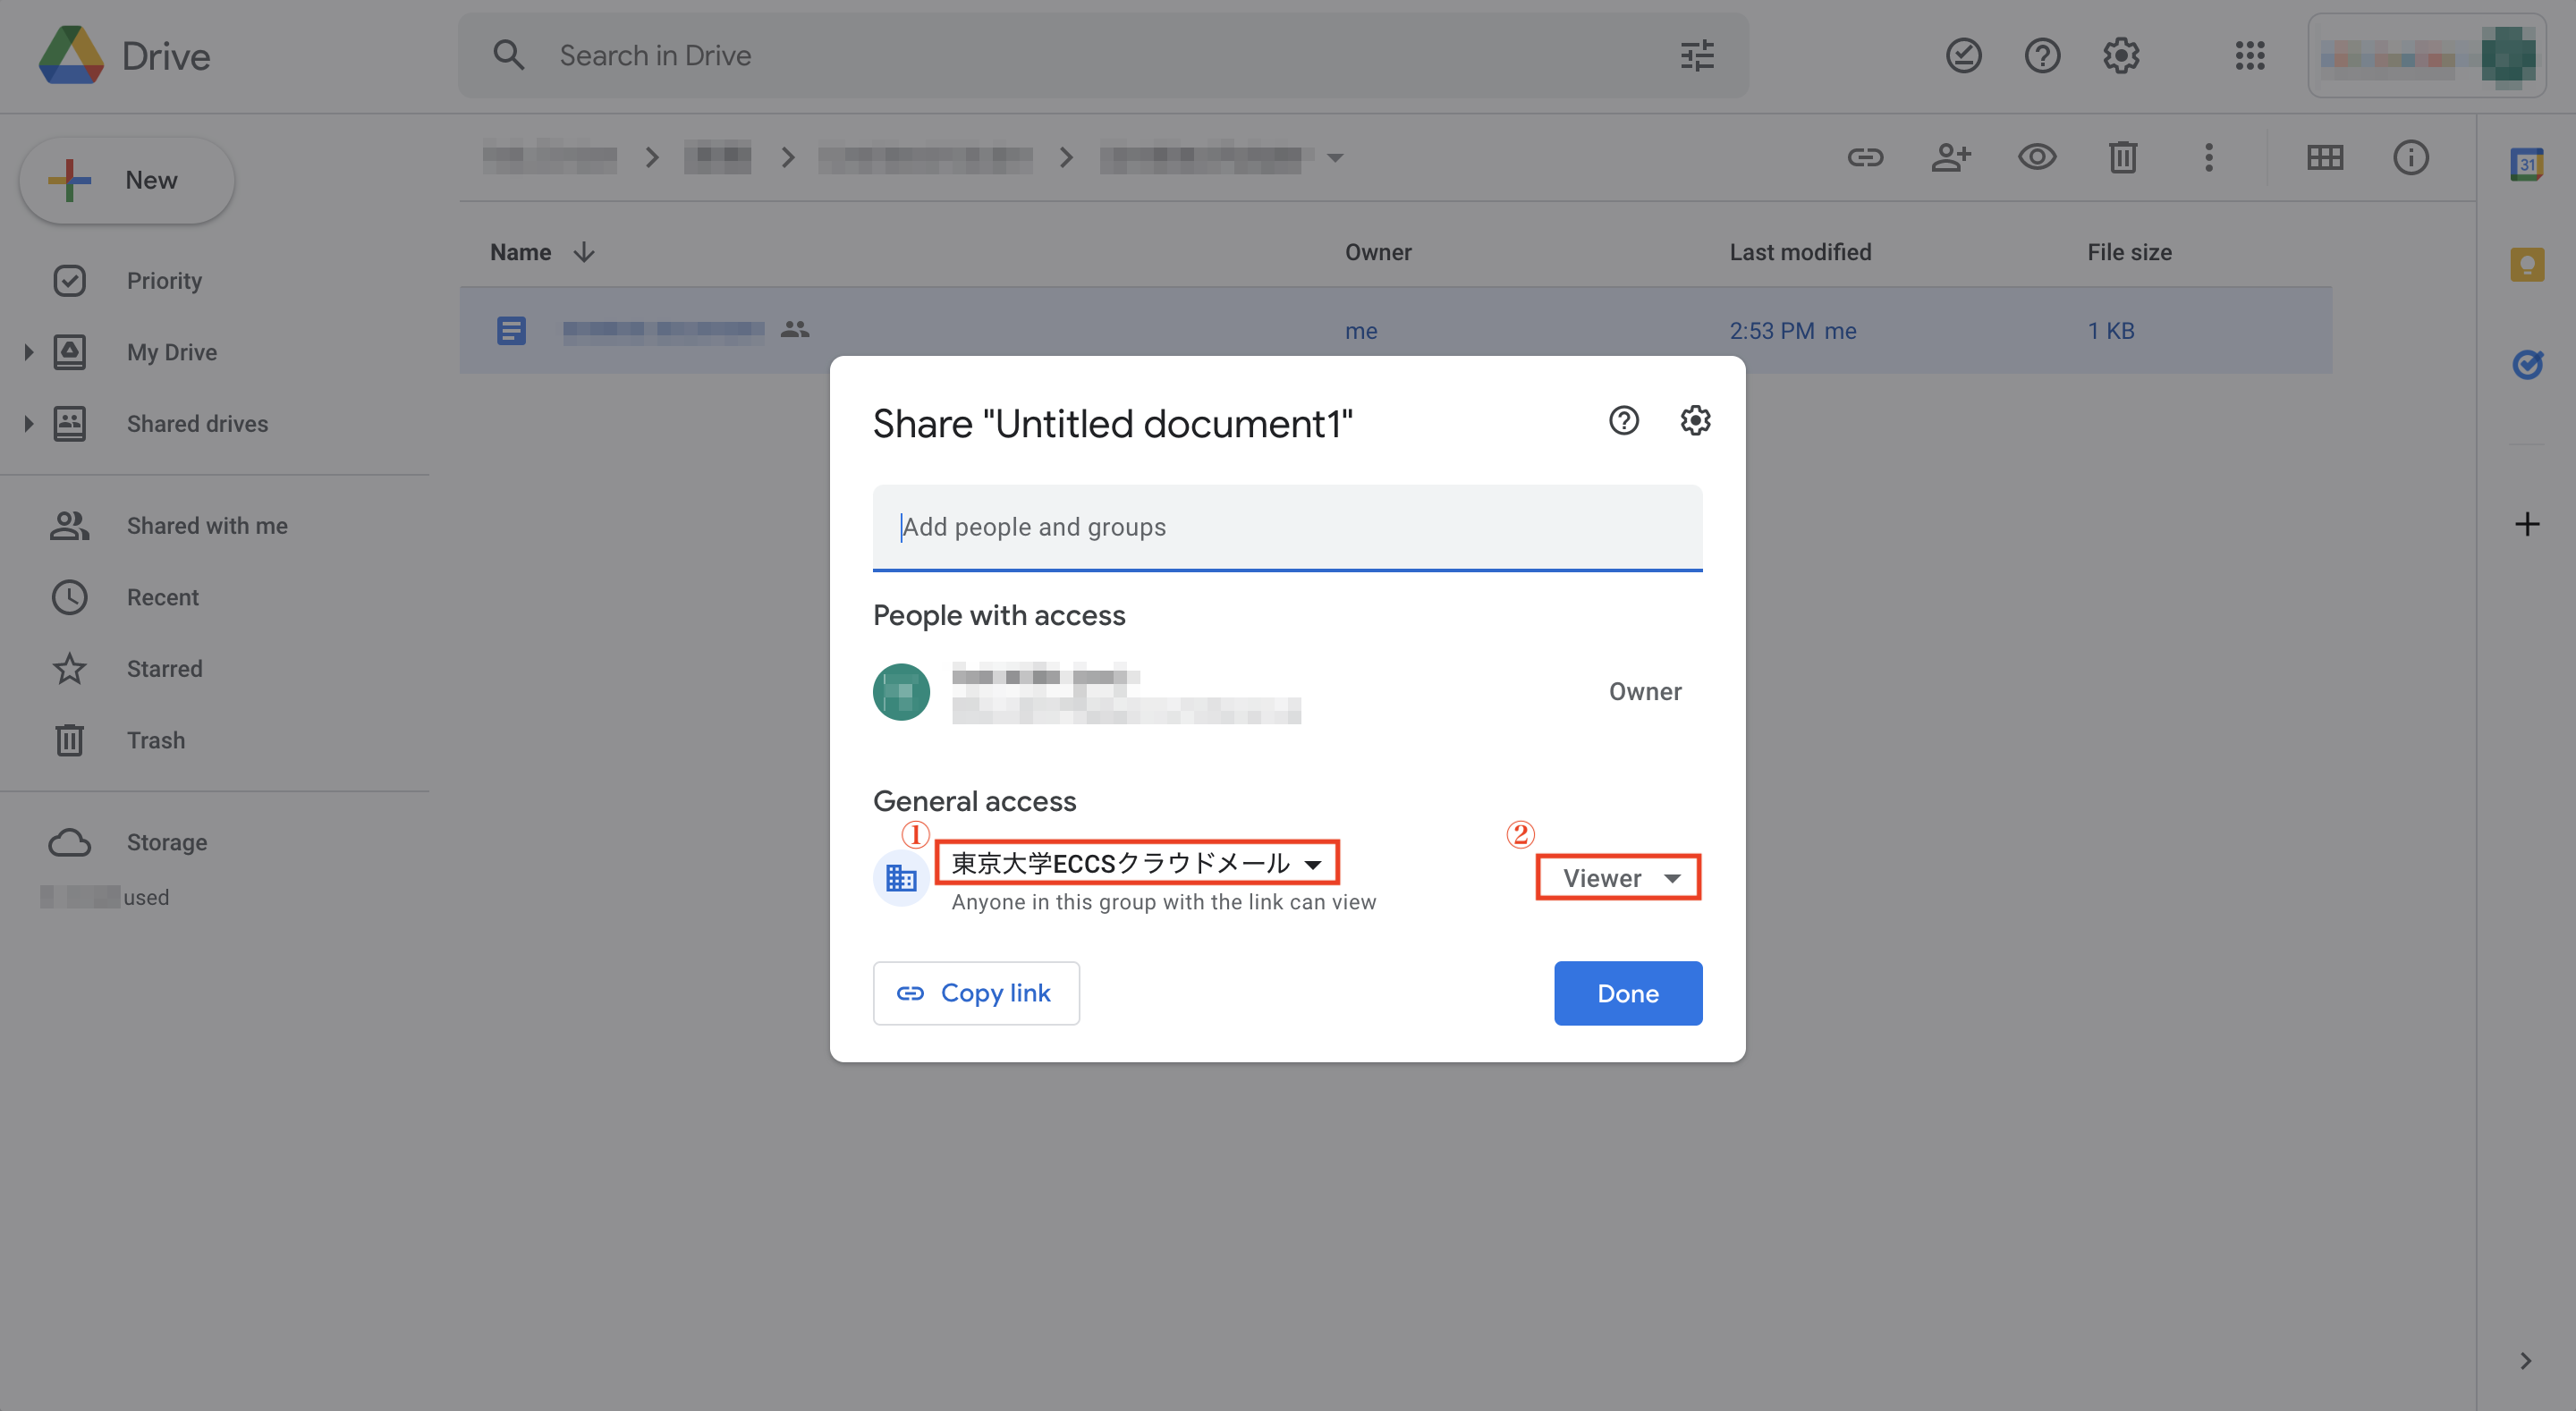 Drive
Search in Drive
New
Name
Owner
Last modified
File size
Priority
me
2:53 PM me
1 KB
My Drive
Shared drives
Shared with me
Recent
Starred
Trash
Storage
used
31
Share "Untitled document1"
Add people and groups
People with access
Owner
General access
①
②
東京大学ECCSクラウドメール
Anyone in this group with the link can view
Viewer
Copy link
Done